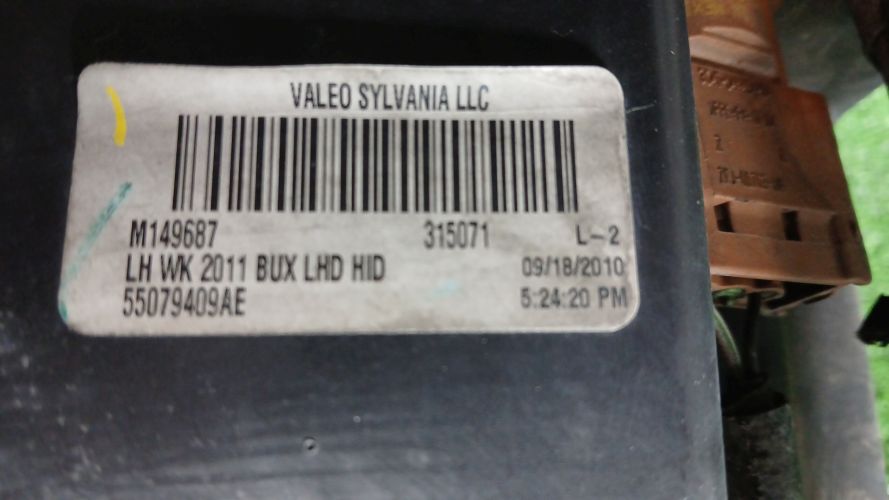 VALEO SYLVANIA LLC
M149687 315071 L-2
LH WK 2011 BUX LHD HID 09/18/2010
55079409AE 5:24:20 PM